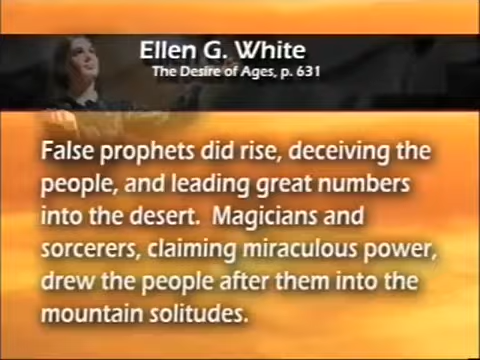 Ellen G. White
The Desire of Ages, p. 631
False prophets did rise, deceiving the
people, and leading great numbers
into the desert.  Magicians and
sorcerers, claiming miraculous power,
drew the people after them into the
mountain solitudes.